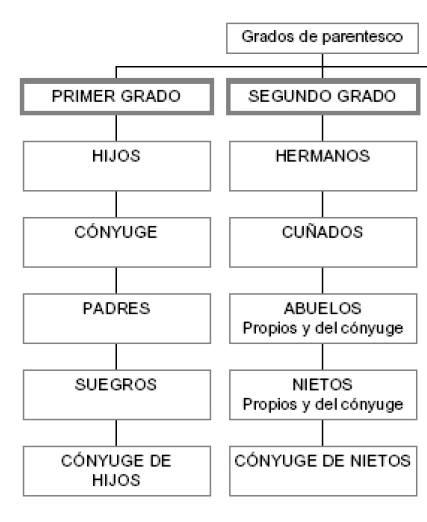 Grados de parentesco
PRIMER GRADO
HIJOS
CÓNYUGE
PADRES
SUEGROS
CÓNYUGE DE
HIJOS
SEGUNDO GRADO
HERMANOS
CUÑADOS
ABUELOS
Propios y del cónyuge
NIETOS
Propios y del cónyuge
CÓNYUGE DE NIETOS